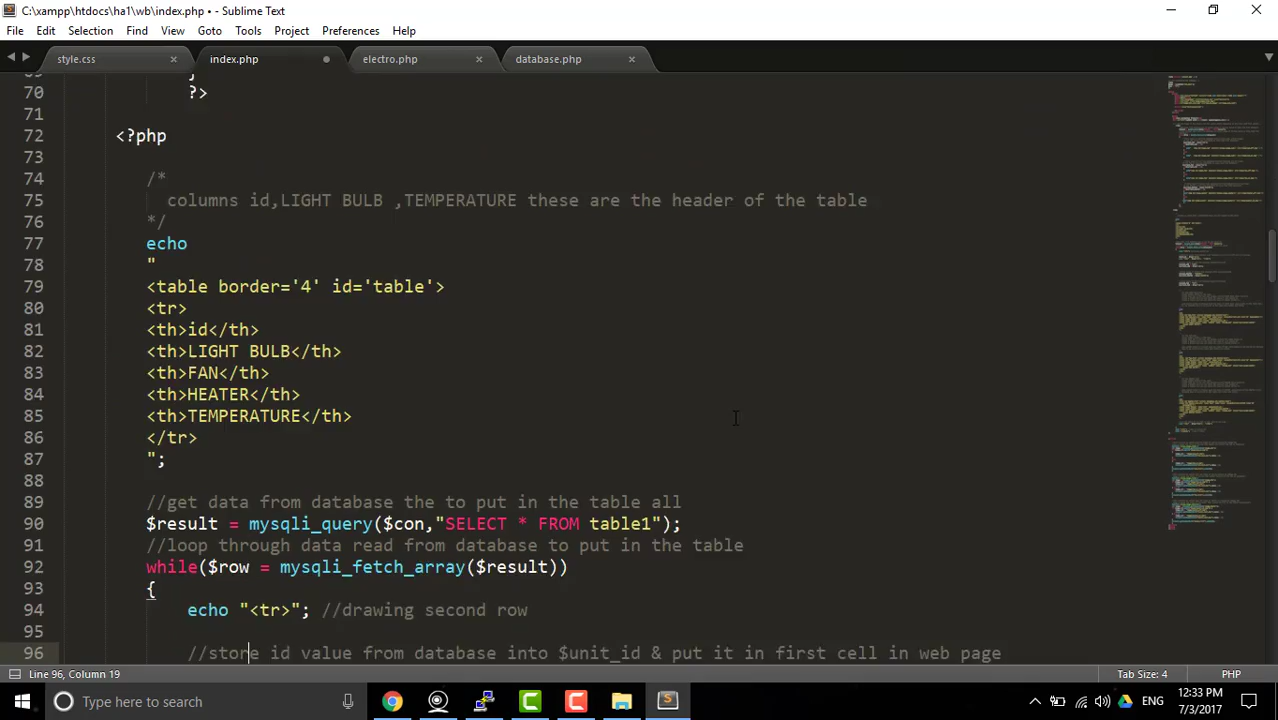 C:\xampp\htdocs\ha1\wb\index.php • - Sublime Text
File Edit Selection Find View Goto Tools Project Preferences Help
style.css index.php electro.php database.php
69 }
70 ?>
71
72 <?php
73
74 /*
75 columns id,LIGHT BULB ,TEMPERATURE these are the header of the table
76 */
77 echo
78 "
79 <table border='4' id='table'>
80 <tr>
81 <th>id</th>
82 <th>LIGHT BULB</th>
83 <th>FAN</th>
84 <th>HEATER</th>
85 <th>TEMPERATURE</th>
86 </tr>
87 ";
88
89 //get data from database the to put in the table all
90 $result = mysqli_query($con,"SELECT * FROM table1");
91 //loop through data read from database to put in the table
92 while($row = mysqli_fetch_array($result))
93 {
94 echo "<tr>"; //drawing second row
95
96 //store id value from database into $unit_id & put it in first cell in web page
Line 96, Column 19 Tab Size: 4 PHP
Type here to search ENG 12:33 PM
7/3/2017